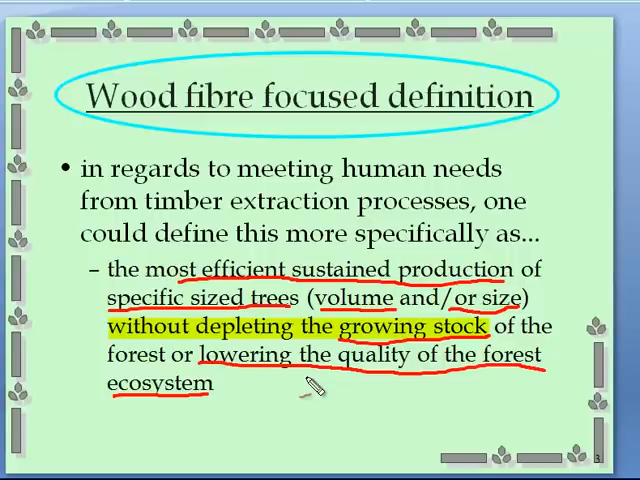 Wood fibre focused definition
• in regards to meeting human needs
from timber extraction processes, one
could define this more specifically as...
– the most efficient sustained production of
specific sized trees (volume and/or size)
without depleting the growing stock of the
forest or lowering the quality of the forest
ecosystem
3